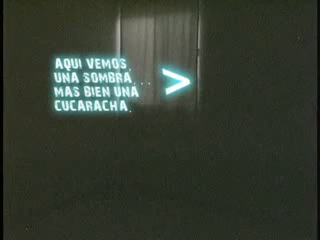 AQUI VEMOS,
UNA SOMBRA...
MAS BIEN UNA
CUCARACHA.
>